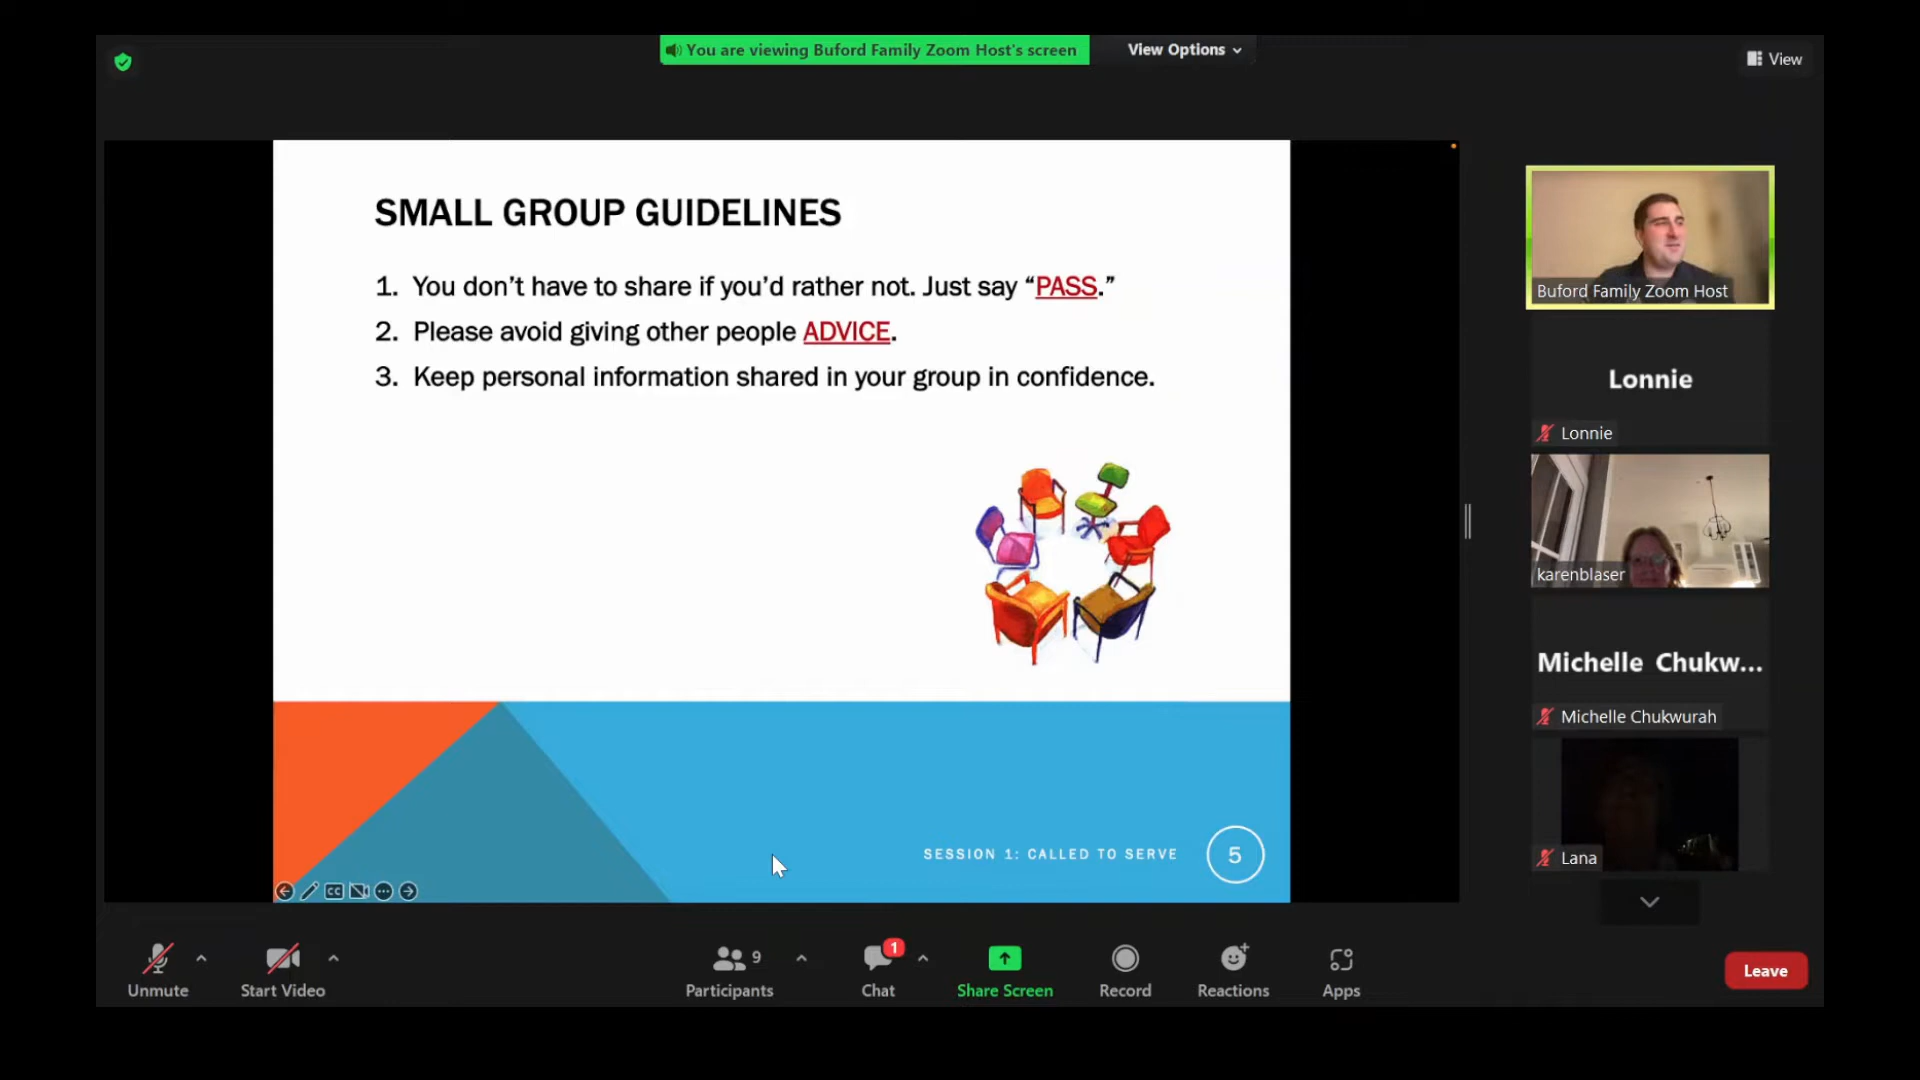 You are viewing Buford Family Zoom Host's screen
View Options
View
SMALL GROUP GUIDELINES
1. You don’t have to share if you’d rather not. Just say “PASS.”
2. Please avoid giving other people ADVICE.
3. Keep personal information shared in your group in confidence.
SESSION 1: CALLED TO SERVE
5
CC
Buford Family Zoom Host
Lonnie
Lonnie
karenblaser
Michelle Chukw...
Michelle Chukwurah
Lana
Unmute
Start Video
9
Participants
1
Chat
Share Screen
Record
Reactions
Apps
Leave